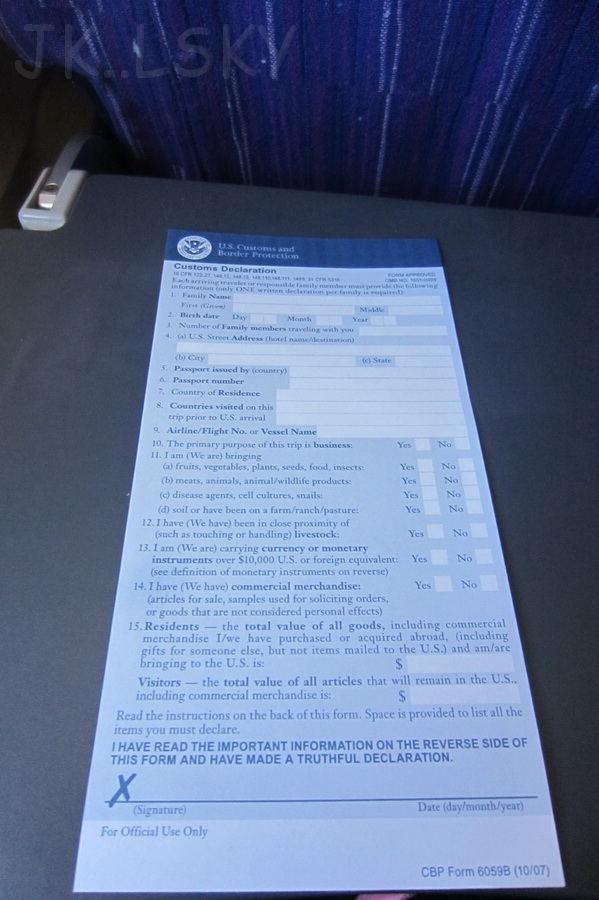 JK..LSKY
U.S. Customs and
Border Protection
Customs Declaration
FORM APPROVED
OMB NO. 1651-0009
Each arriving traveler or responsible family member must provide the following
information (only ONE written declaration per family is required):
1. Family Name
First (Given) Middle
2. Birth date Day Month Year
3. Number of Family members traveling with you
4. (a) U.S. Street Address (hotel name/destination)
(b) City (c) State
5. Passport issued by (country)
6. Passport number
7. Country of Residence
8. Countries visited on this
trip prior to U.S. arrival
9. Airline/Flight No. or Vessel Name
10. The primary purpose of this trip is business: Yes No
11. I am (We are) bringing
(a) fruits, vegetables, plants, seeds, food, insects: Yes No
(b) meats, animals, animal/wildlife products: Yes No
(c) disease agents, cell cultures, snails: Yes No
(d) soil or have been on a farm/ranch/pasture: Yes No
12. I have (We have) been in close proximity of
(such as touching or handling) livestock: Yes No
13. I am (We are) carrying currency or monetary
instruments over $10,000 U.S. or foreign equivalent: Yes No
(see definition of monetary instruments on reverse)
14. I have (We have) commercial merchandise: Yes No
(articles for sale, samples used for soliciting orders,
or goods that are not considered personal effects)
15. Residents — the total value of all goods, including commercial
merchandise I/we have purchased or acquired abroad, (including
gifts for someone else, but not items mailed to the U.S.) and am/are
bringing to the U.S. is: $
Visitors — the total value of all articles that will remain in the U.S.,
including commercial merchandise is: $
Read the instructions on the back of this form. Space is provided to list all the
items you must declare.
I HAVE READ THE IMPORTANT INFORMATION ON THE REVERSE SIDE OF
THIS FORM AND HAVE MADE A TRUTHFUL DECLARATION.
X
(Signature) Date (day/month/year)
For Official Use Only
CBP Form 6059B (10/07)